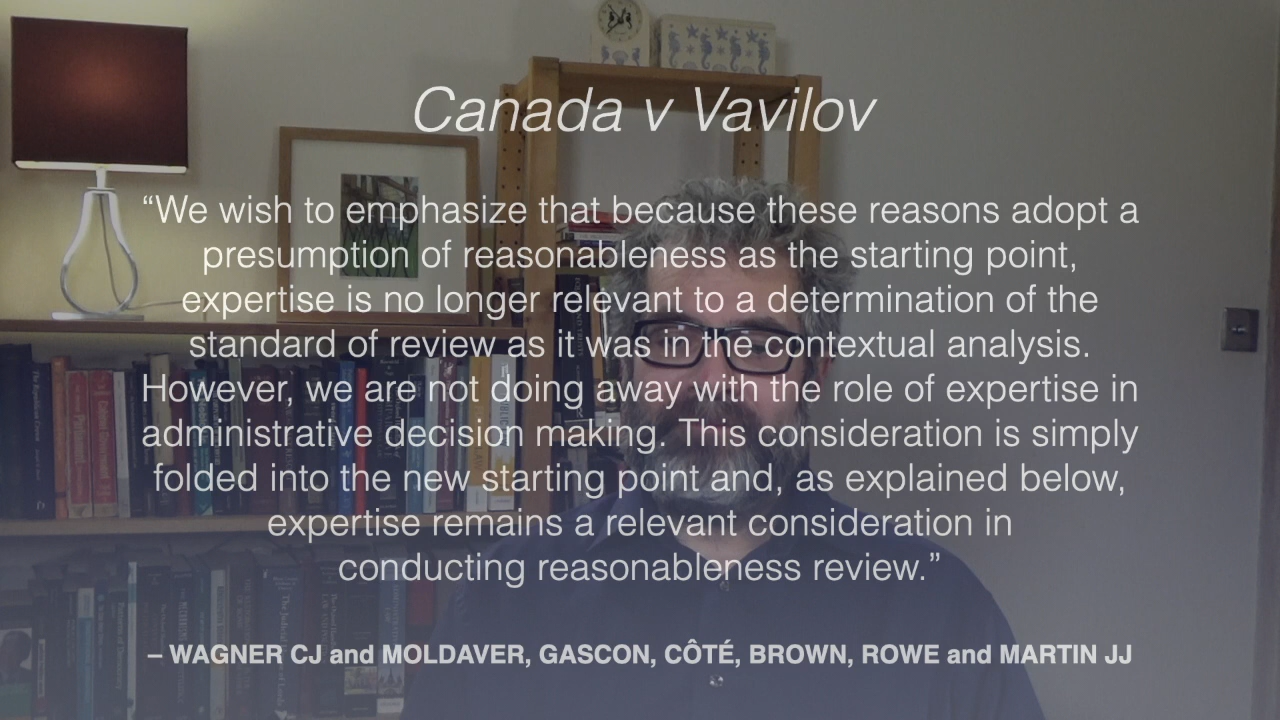 Canada v Vavilov
“We wish to emphasize that because these reasons adopt a
presumption of reasonableness as the starting point,
expertise is no longer relevant to a determination of the
standard of review as it was in the contextual analysis.
However, we are not doing away with the role of expertise in
administrative decision making. This consideration is simply
folded into the new starting point and, as explained below,
expertise remains a relevant consideration in
conducting reasonableness review.”
– WAGNER CJ and MOLDAVER, GASCON, CÔTÉ, BROWN, ROWE and MARTIN JJ